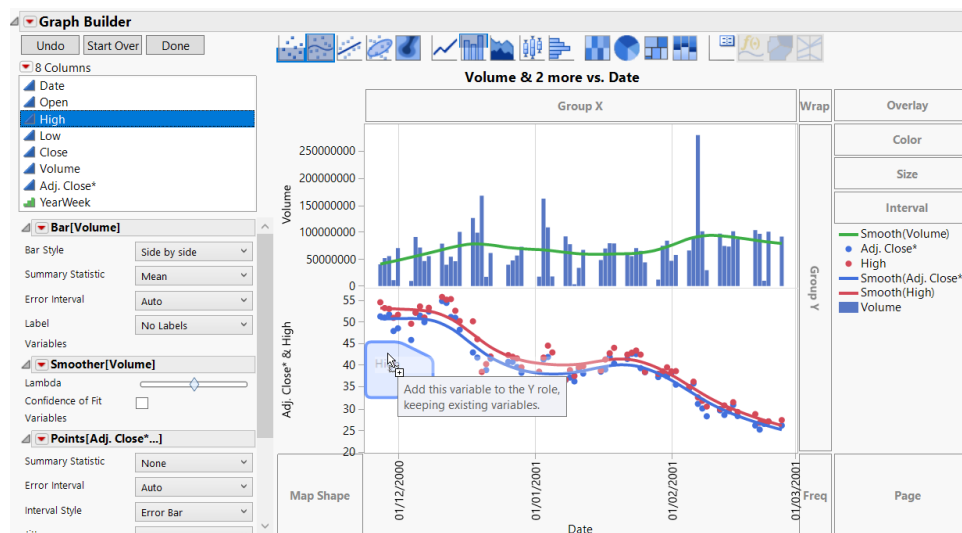 Graph Builder
Undo
Start Over
Done
8 Columns
Date
Open
High
Low
Close
Volume
Adj. Close*
YearWeek
Bar[Volume]
Bar Style
Side by side
Summary Statistic
Mean
Error Interval
Auto
Label
No Labels
Variables
Smoother[Volume]
Lambda
Confidence of Fit
Variables
Points[Adj. Close*...]
Summary Statistic
None
Error Interval
Auto
Interval Style
Error Bar
Volume & 2 more vs. Date
Group X
Wrap
Overlay
Color
Size
Interval
Smooth(Volume)
Adj. Close*
High
Smooth(Adj. Close*
Smooth(High)
Volume
Group Y
Volume
250000000
200000000
150000000
100000000
50000000
0
Adj. Close* & High
55
50
45
40
35
30
25
20
Add this variable to the Y role,
keeping existing variables.
Map Shape
01/12/2000
01/01/2001
01/02/2001
01/03/2001
Date
Freq
Page